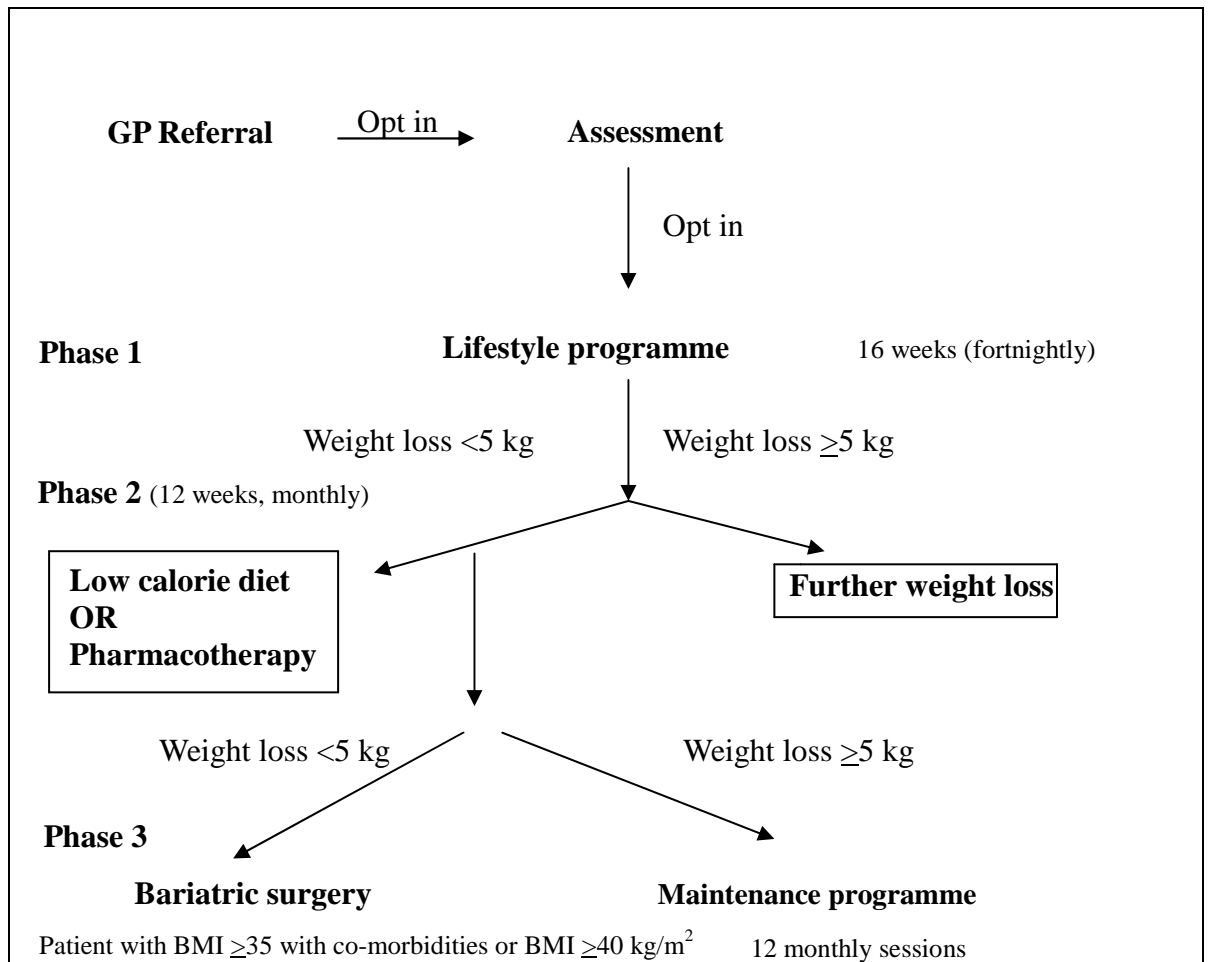 GP Referral
Opt in
Assessment
Opt in
Phase 1
Lifestyle programme
16 weeks (fortnightly)
Weight loss <5 kg
Weight loss ≥5 kg
Phase 2 (12 weeks, monthly)
Low calorie diet
OR
Pharmacotherapy
Further weight loss
Weight loss <5 kg
Weight loss ≥5 kg
Phase 3
Bariatric surgery
Maintenance programme
Patient with BMI ≥35 with co-morbidities or BMI ≥40 kg/m²
12 monthly sessions